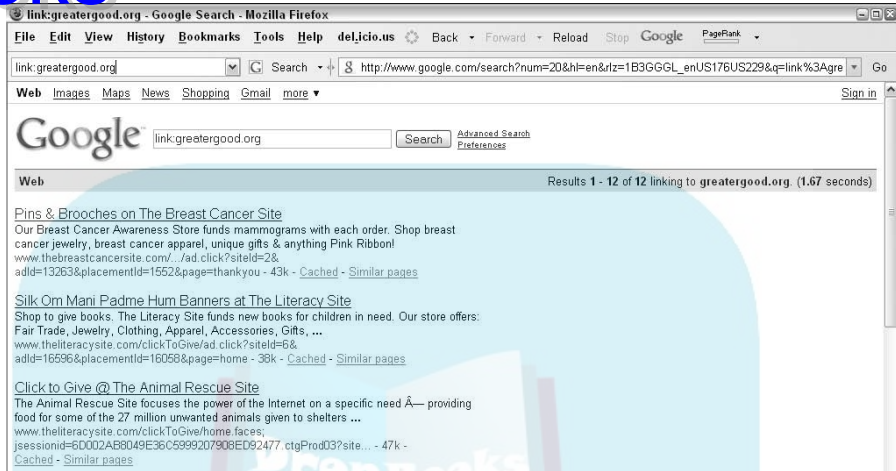 link:greatergood.org - Google Search - Mozilla Firefox
File Edit View History Bookmarks Tools Help del.icio.us Back Forward Reload Stop Google PageRank
link:greatergood.org G Search 8 http://www.google.com/search?num=20&hl=en&rlz=1B3GGGL_enUS176US229&q=link%3Agre Go
Web Images Maps News Shopping Gmail more ▼ Sign in
Google link:greatergood.org Search Advanced Search
Preferences
Web Results 1 - 12 of 12 linking to greatergood.org. (1.67 seconds)
Pins & Brooches on The Breast Cancer Site
Our Breast Cancer Awareness Store funds mammograms with each order. Shop breast
cancer jewelry, breast cancer apparel, unique gifts & anything Pink Ribbon!
www.thebreastcancersite.com/.../ad.click?siteId=2&
adId=13263&placementId=1552&page=thankyou - 43k - Cached - Similar pages
Silk Om Mani Padme Hum Banners at The Literacy Site
Shop to give books. The Literacy Site funds new books for children in need. Our store offers:
Fair Trade, Jewelry, Clothing, Apparel, Accessories, Gifts, ...
www.theliteracysite.com/clickToGive/ad.click?siteId=6&
adId=16596&placementId=16058&page=home - 38k - Cached - Similar pages
Click to Give @ The Animal Rescue Site
The Animal Rescue Site focuses the power of the Internet on a specific need Â— providing
food for some of the 27 million unwanted animals given to shelters ...
www.theliteracysite.com/clickToGive/home.faces;
jsessionid=6D002AB8049E36C5999207908ED92477.ctgProd03?site... - 47k -
Cached - Similar pages